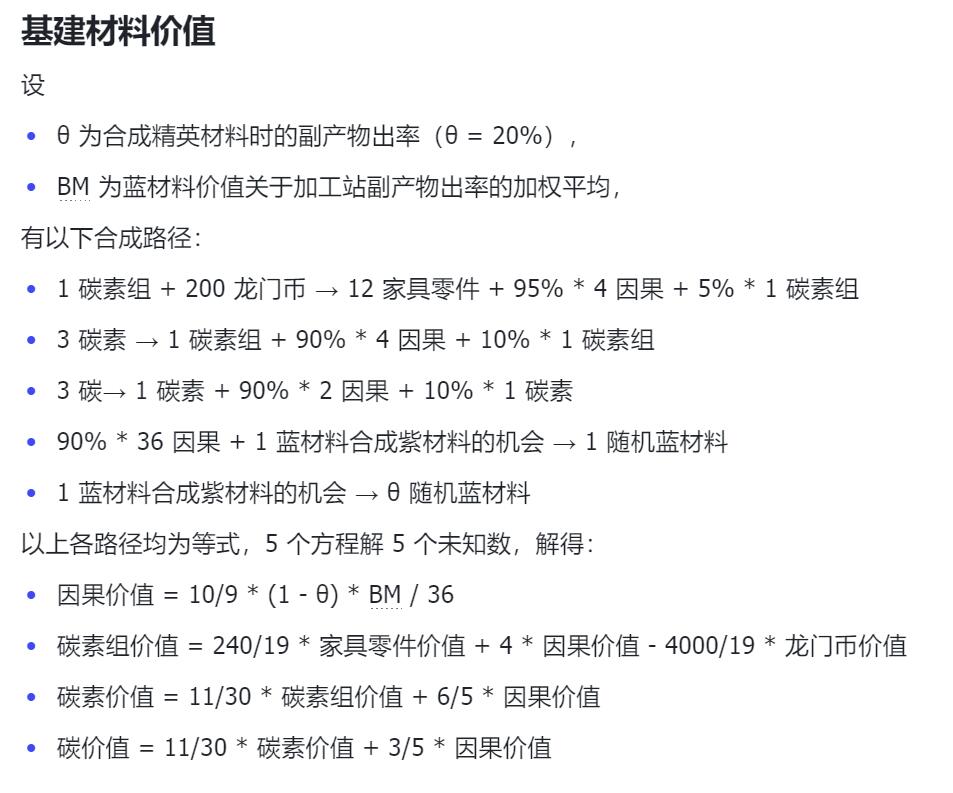 基建材料价值
设
• θ 为合成精英材料时的副产物出率（θ = 20%），
• BM 为蓝材料价值关于加工站副产物出率的加权平均，
有以下合成路径：
• 1 碳素组 + 200 龙门币 → 12 家具零件 + 95% * 4 因果 + 5% * 1 碳素组
• 3 碳素 → 1 碳素组 + 90% * 4 因果 + 10% * 1 碳素组
• 3 碳→ 1 碳素 + 90% * 2 因果 + 10% * 1 碳素
• 90% * 36 因果 + 1 蓝材料合成紫材料的机会 → 1 随机蓝材料
• 1 蓝材料合成紫材料的机会 → θ 随机蓝材料
以上各路径均为等式，5 个方程解 5 个未知数，解得：
• 因果价值 = 10/9 * (1 - θ) * BM / 36
• 碳素组价值 = 240/19 * 家具零件价值 + 4 * 因果价值 - 4000/19 * 龙门币价值
• 碳素价值 = 11/30 * 碳素组价值 + 6/5 * 因果价值
• 碳价值 = 11/30 * 碳素价值 + 3/5 * 因果价值